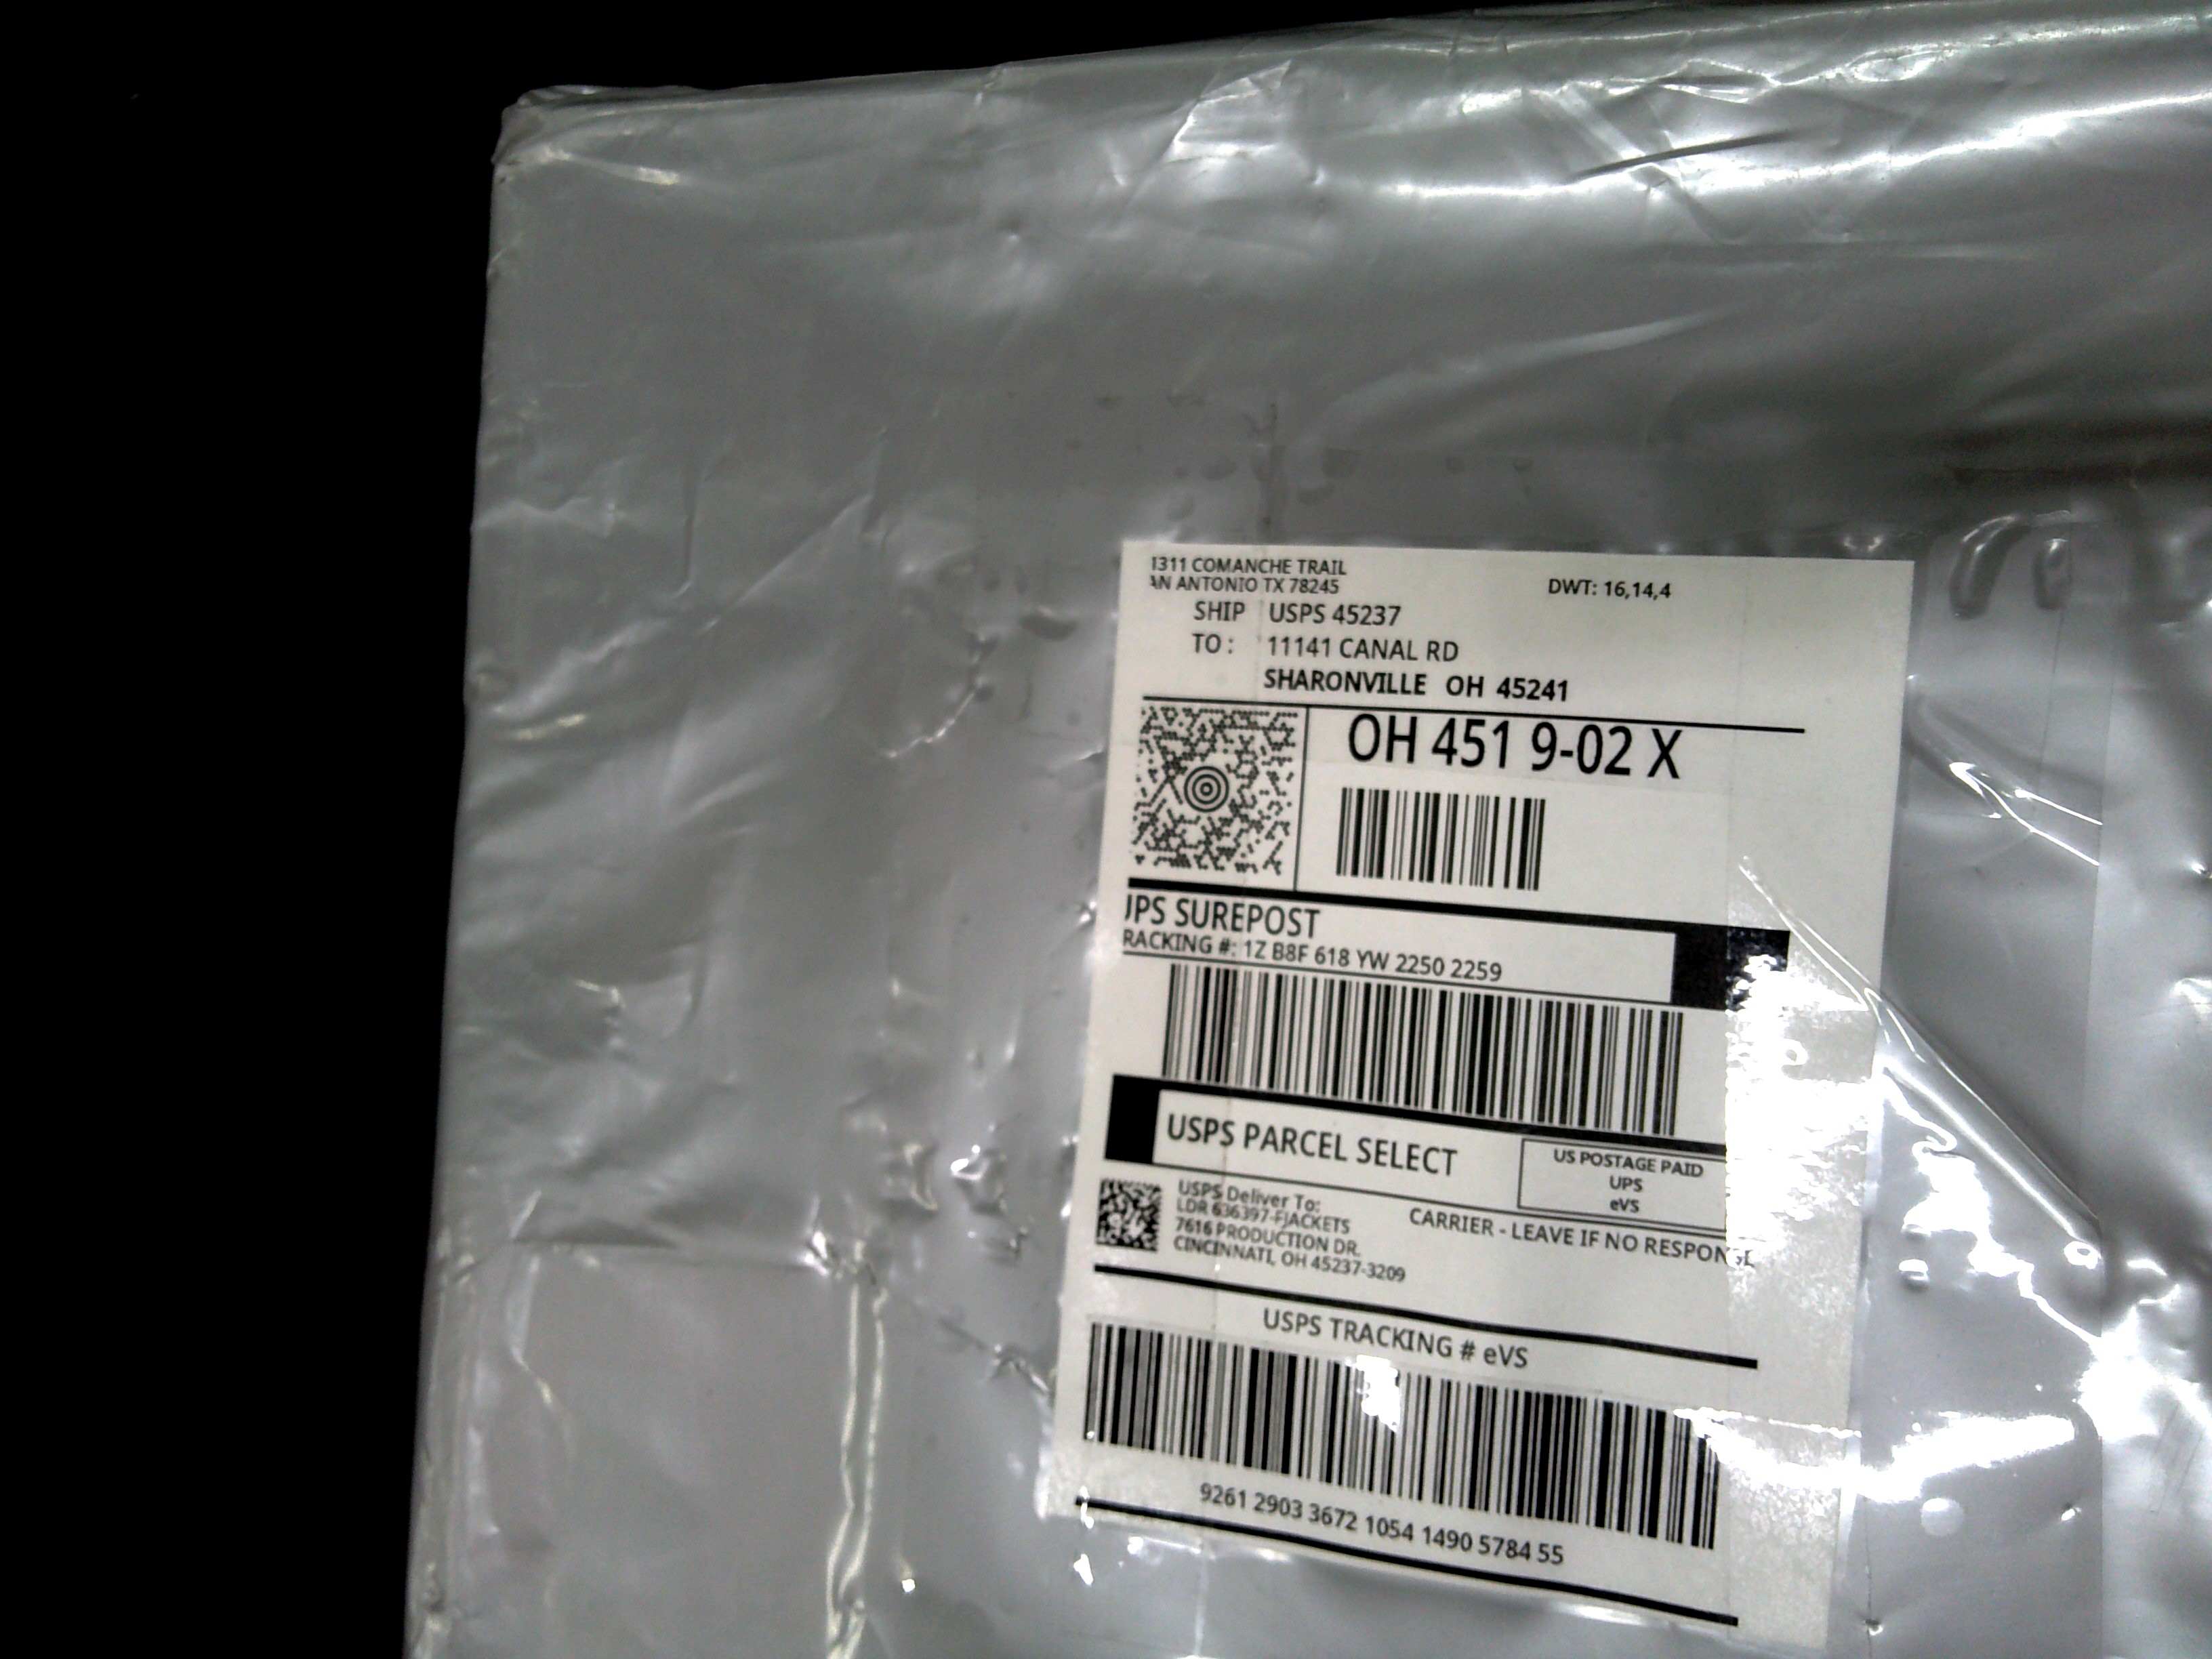 1311 COMANCHE TRAIL
AN ANTONIO TX 78245
DWT: 16,14,4
SHIP TO: USPS 45237
11141 CANAL RD
SHARONVILLE OH 45241
OH 451 9-02 X
UPS SUREPOST
RACKING #: 1Z B8F 618 YW 2250 2259
USPS PARCEL SELECT
US POSTAGE PAID
UPS
eVS
USPS Deliver To:
LDR 636397-FJACKETS
7616 PRODUCTION DR.
CINCINNATI, OH 45237-3209
CARRIER - LEAVE IF NO RESPONSE
USPS TRACKING # eVS
9261 2903 3672 1054 1490 5784 55